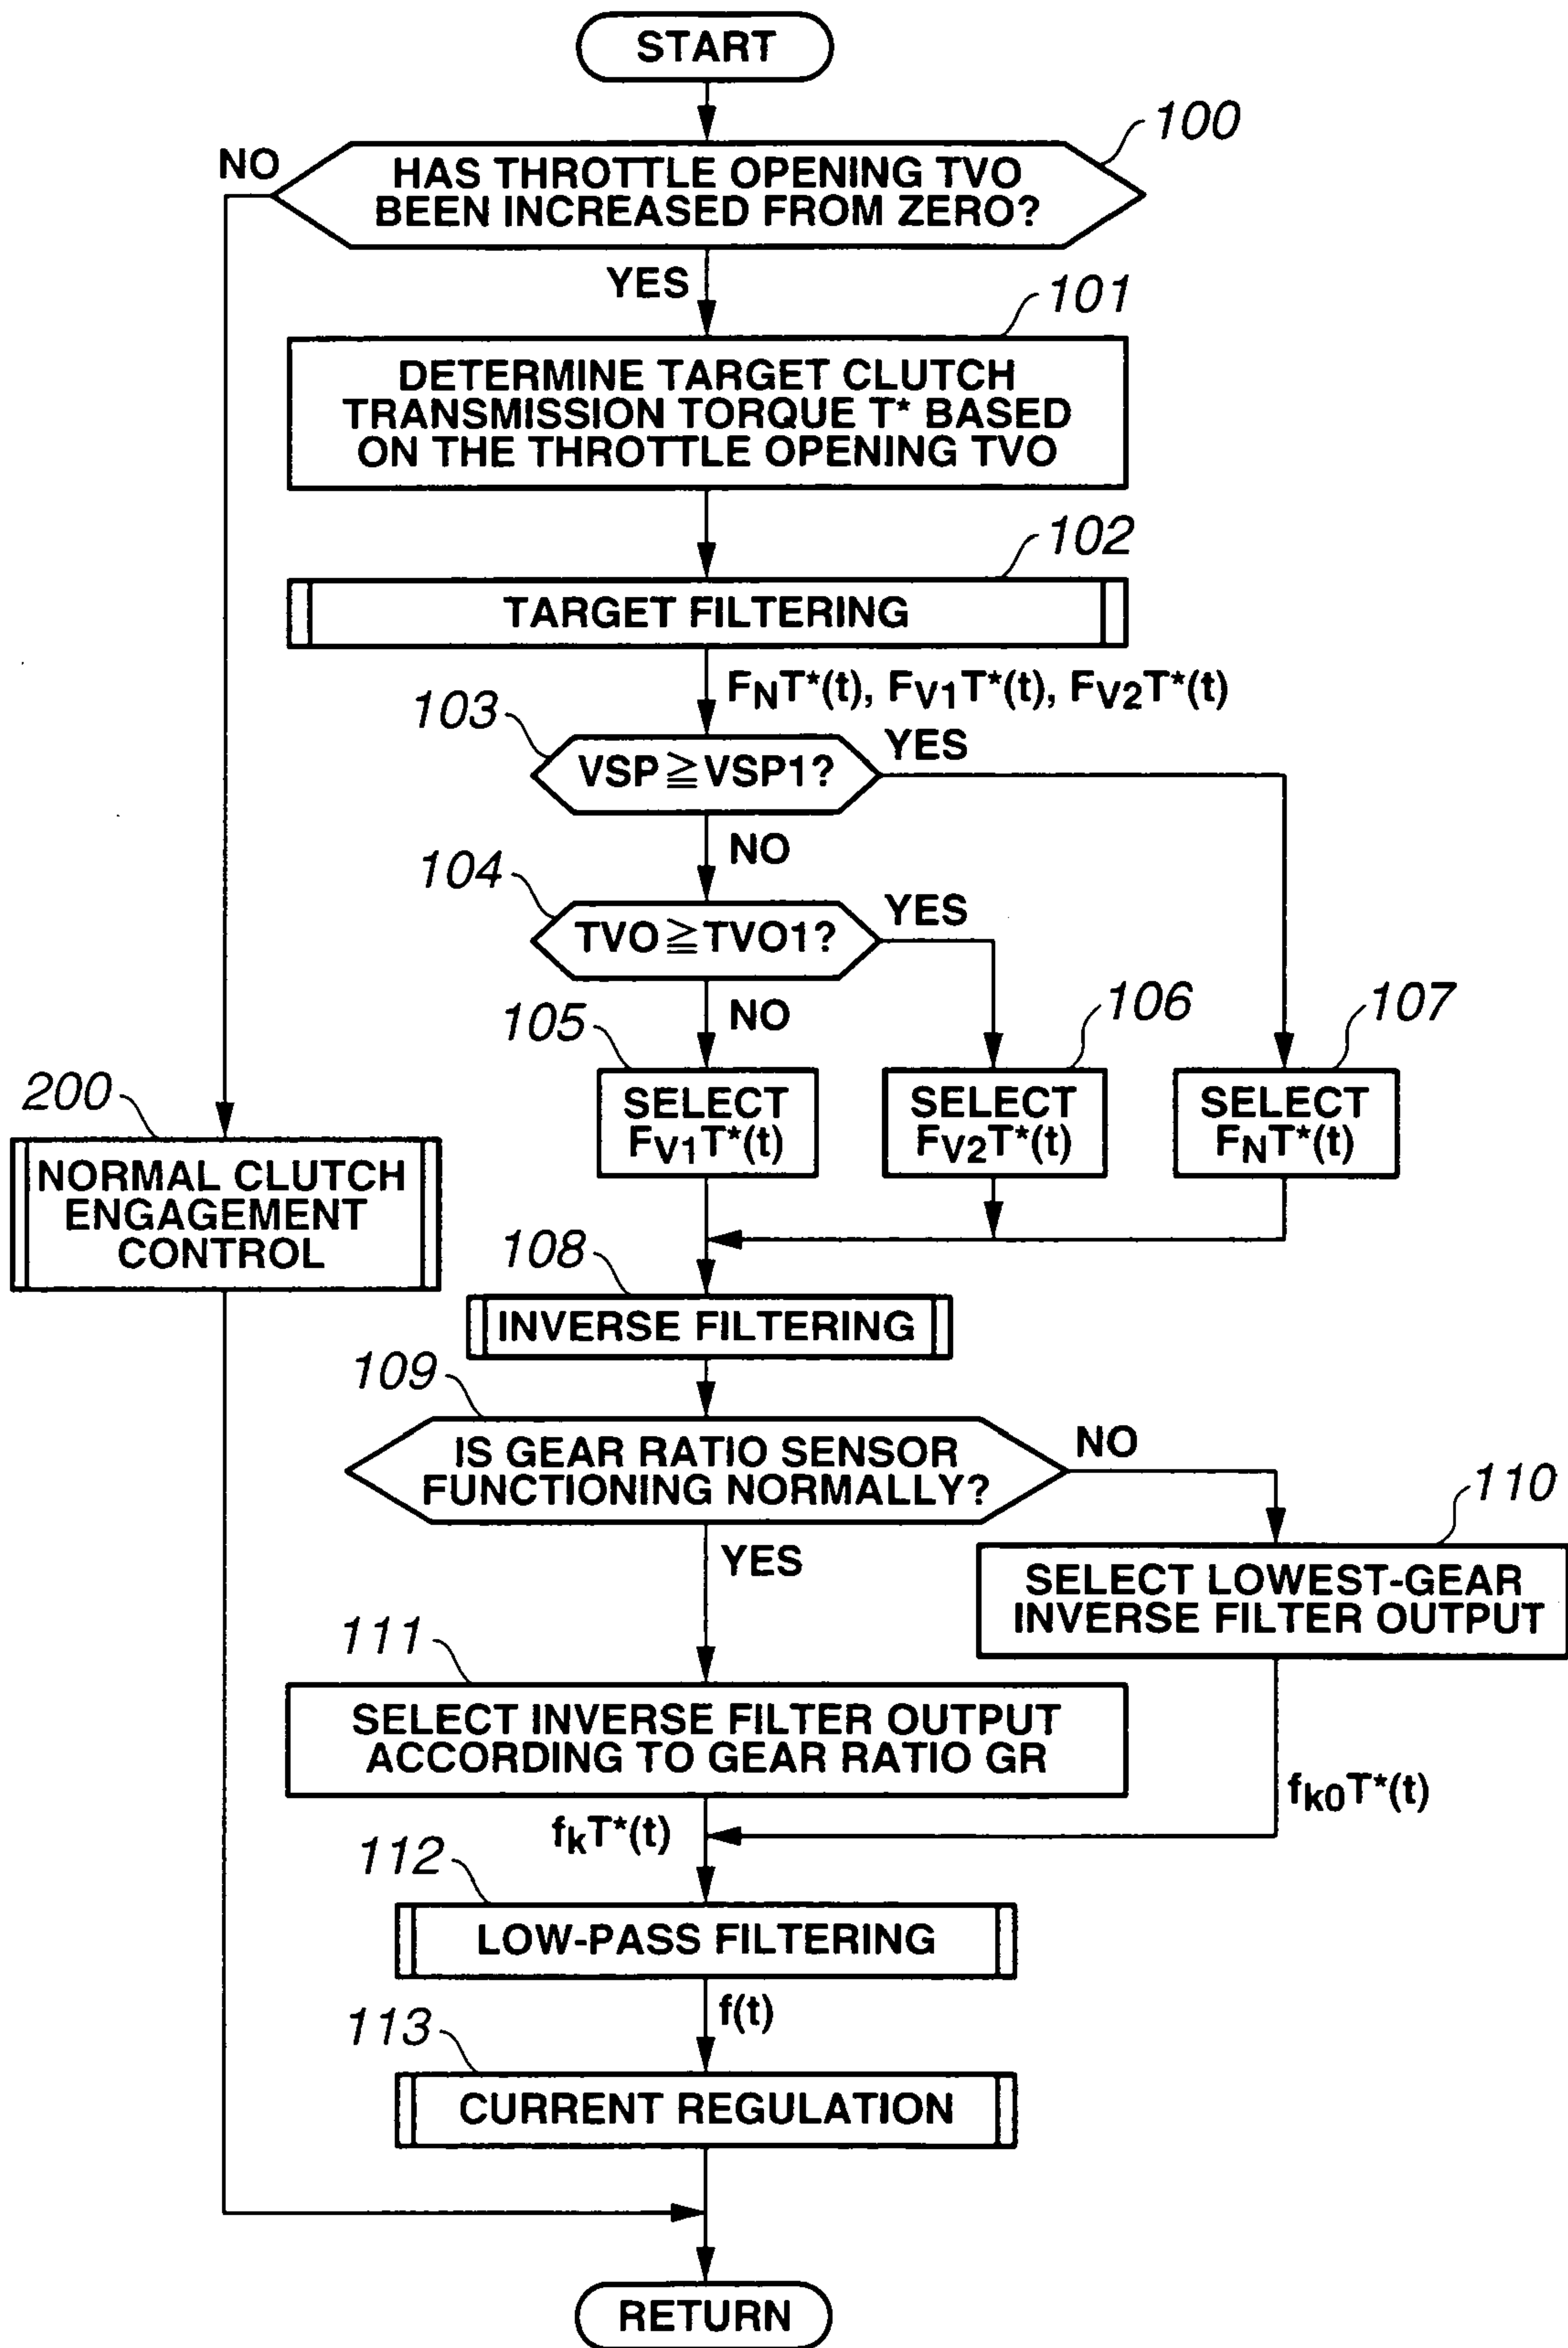 START
100
NO
HAS THROTTLE OPENING TVO
BEEN INCREASED FROM ZERO?
YES
101
DETERMINE TARGET CLUTCH
TRANSMISSION TORQUE T* BASED
ON THE THROTTLE OPENING TVO
102
TARGET FILTERING
FNT*(t), FV1T*(t), FV2T*(t)
103
VSP≧VSP1?
YES
NO
104
TVO≧TVO1?
YES
NO
105
106
107
SELECT
FV1T*(t)
SELECT
FV2T*(t)
SELECT
FNT*(t)
200
NORMAL CLUTCH
ENGAGEMENT
CONTROL
108
INVERSE FILTERING
109
IS GEAR RATIO SENSOR
FUNCTIONING NORMALLY?
NO
YES
110
SELECT LOWEST-GEAR
INVERSE FILTER OUTPUT
111
SELECT INVERSE FILTER OUTPUT
ACCORDING TO GEAR RATIO GR
fk0T*(t)
fkT*(t)
112
LOW-PASS FILTERING
f(t)
113
CURRENT REGULATION
RETURN